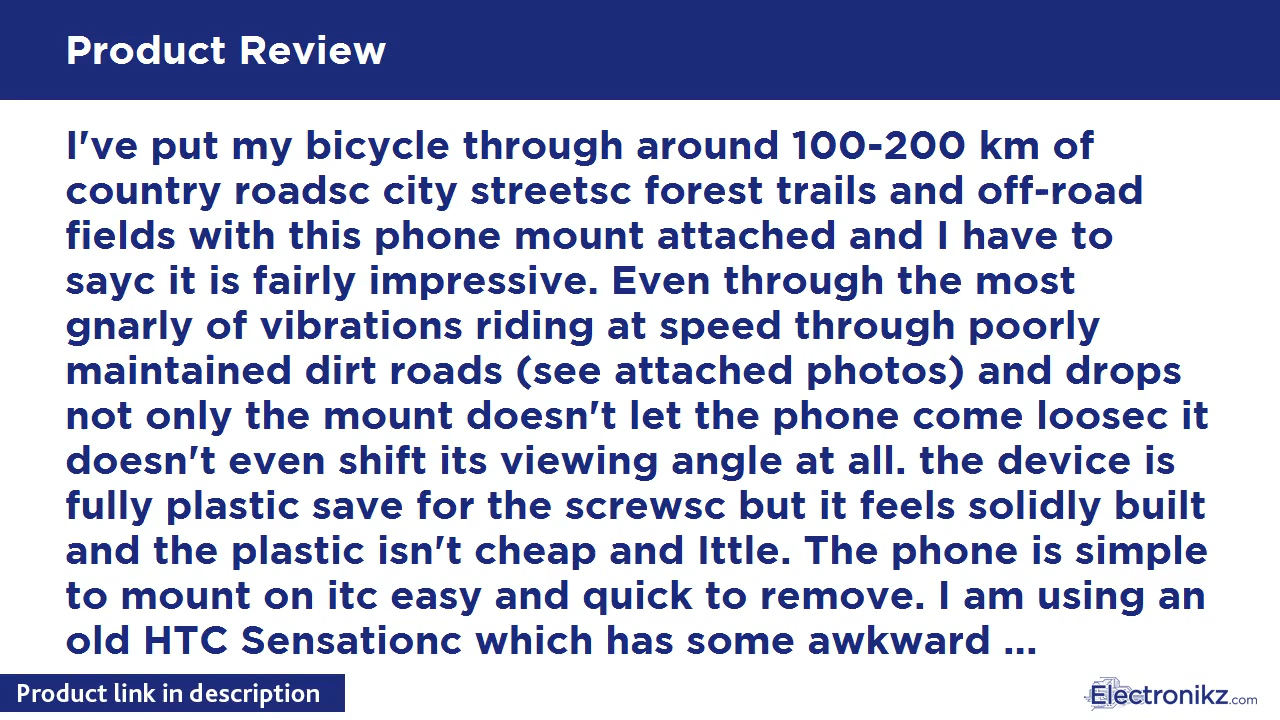 Product Review
I've put my bicycle through around 100-200 km of
country roadsc city streetsc forest trails and off-road
fields with this phone mount attached and I have to
sayc it is fairly impressive. Even through the most
gnarly of vibrations riding at speed through poorly
maintained dirt roads (see attached photos) and drops
not only the mount doesn't let the phone come loosec it
doesn't even shift its viewing angle at all. the device is
fully plastic save for the screwsc but it feels solidly built
and the plastic isn't cheap and Ittle. The phone is simple
to mount on itc easy and quick to remove. I am using an
old HTC Sensationc which has some awkward ...
Product link in description
Electronikz.com